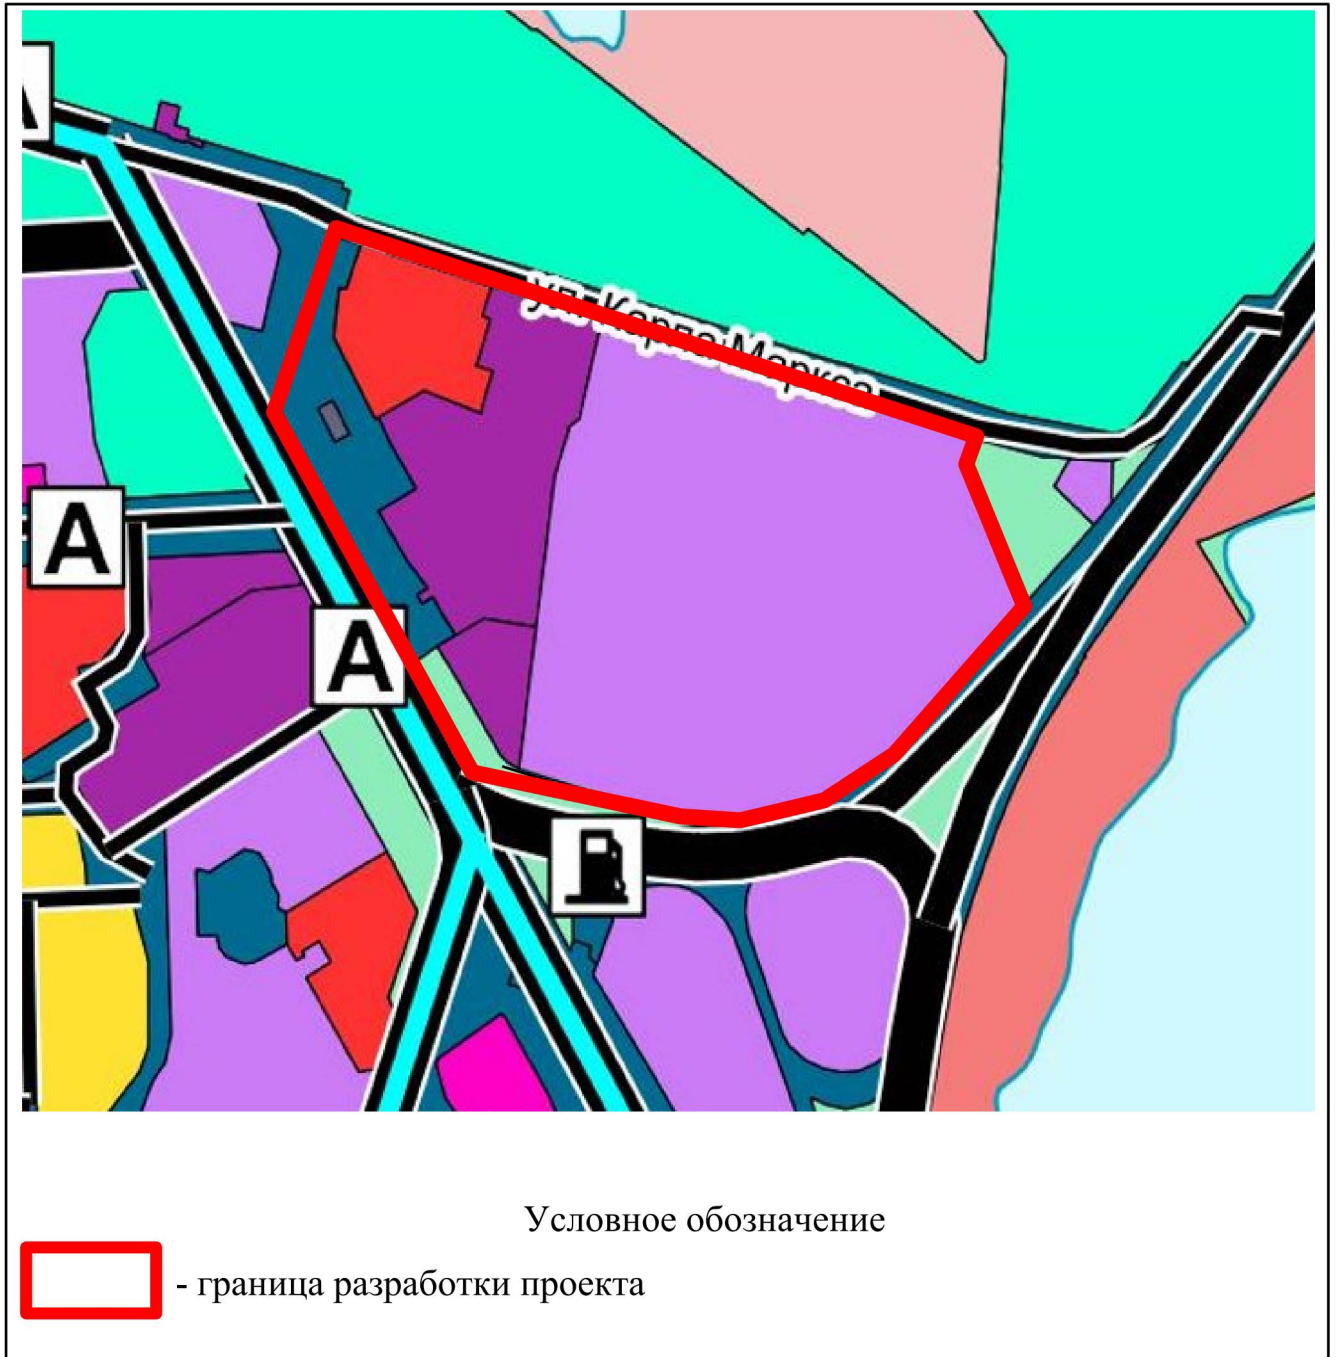 А
ул. Карла Маркса
А
А
Условное обозначение
- граница разработки проекта